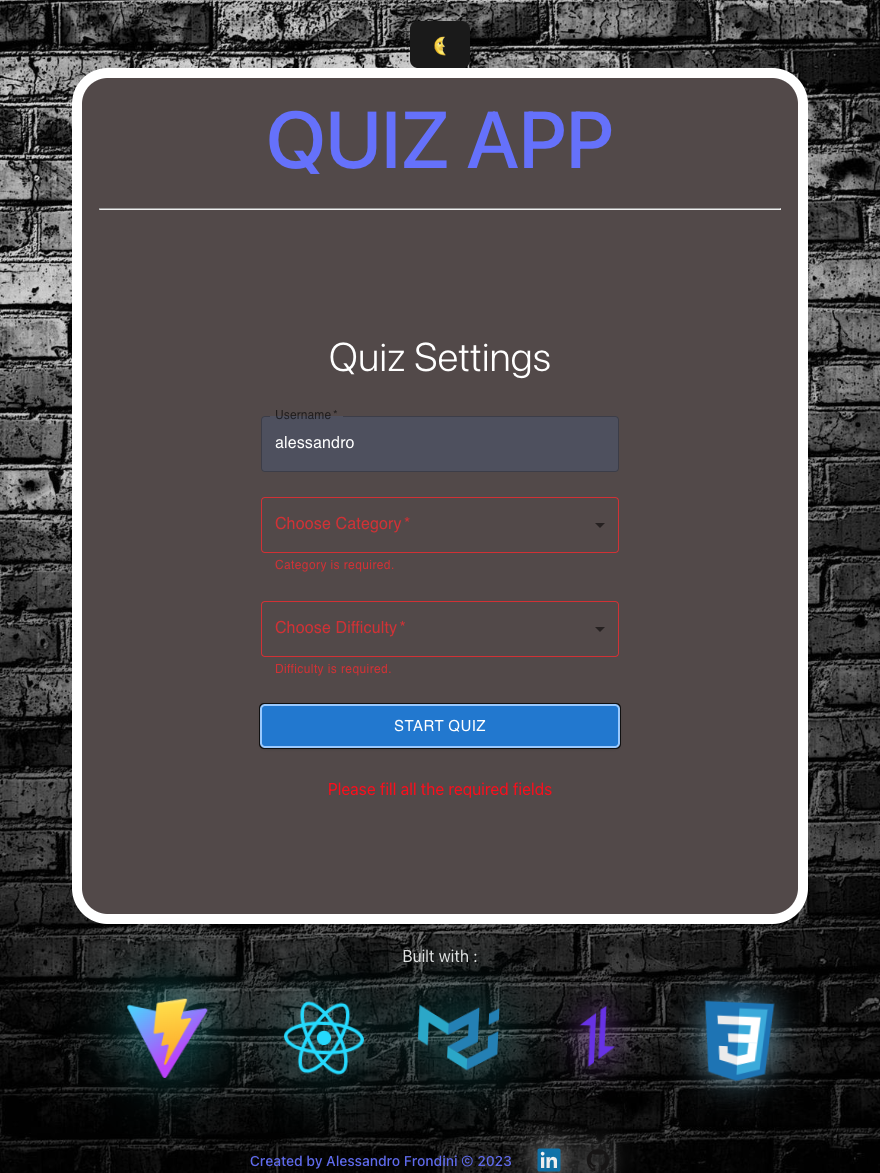 QUIZ APP
Quiz Settings
Username *
alessandro
Choose Category *
Category is required.
Choose Difficulty *
Difficulty is required.
START QUIZ
Please fill all the required fields
Built with :
3
Created by Alessandro Frondini © 2023 in